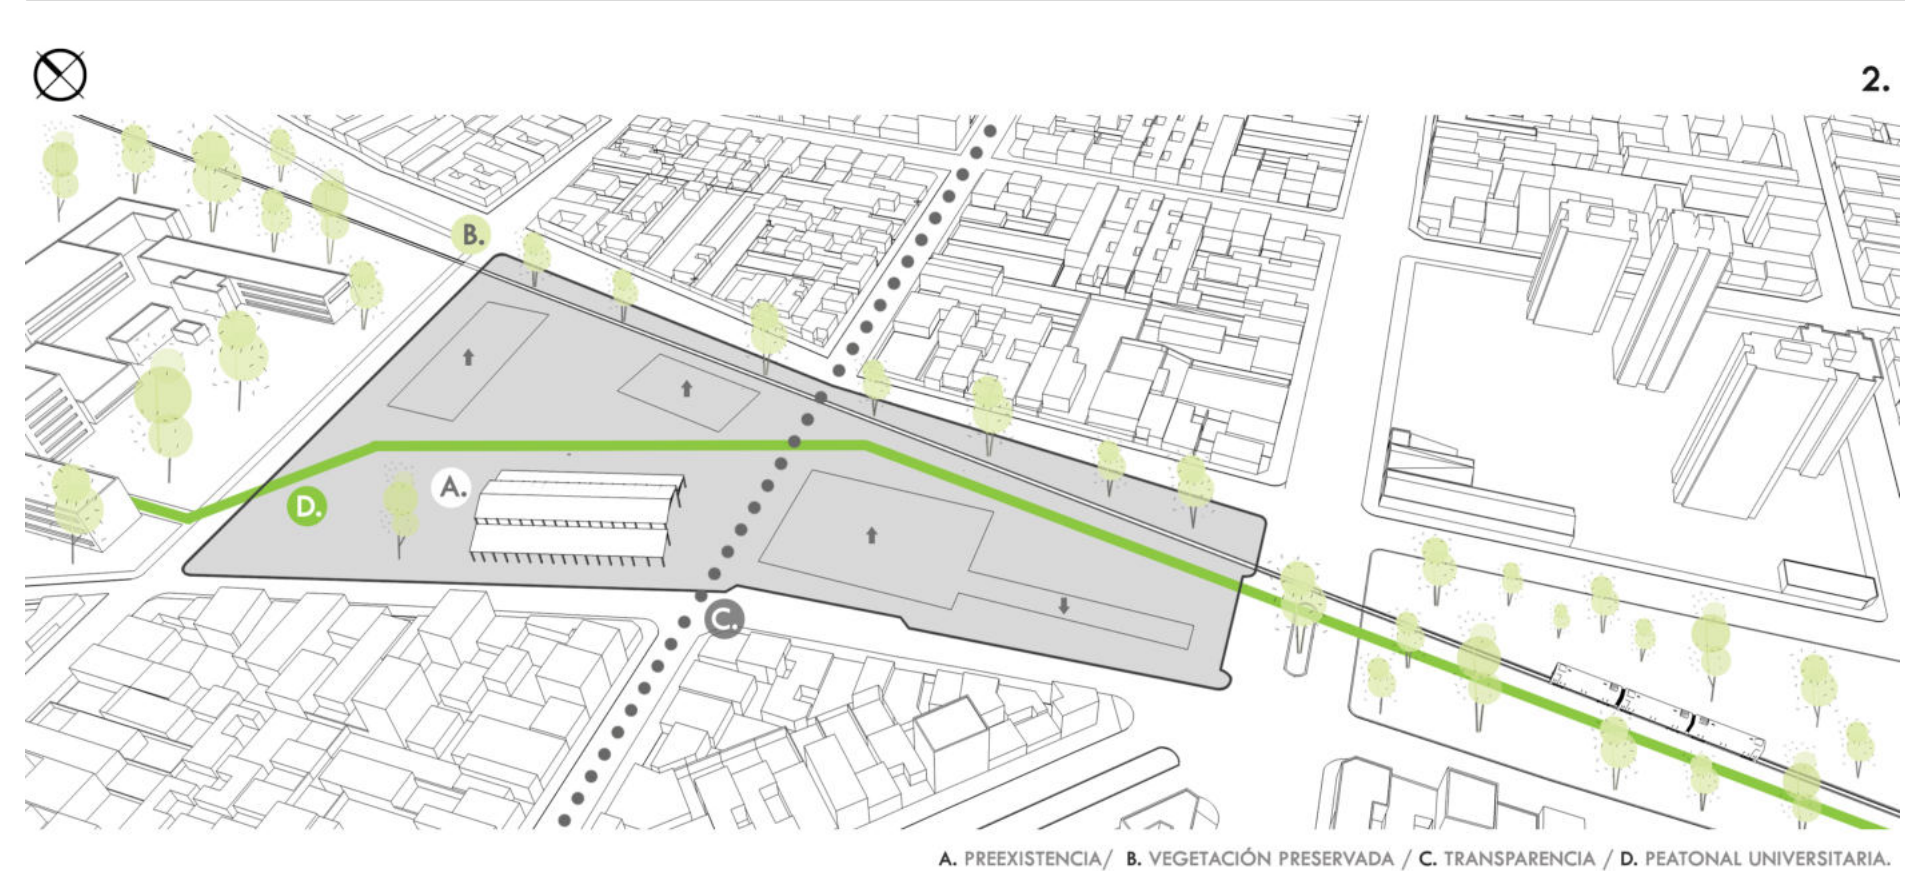 2.
B.
A.
D.
C.
A. PREEXISTENCIA/ B. VEGETACIÓN PRESERVADA / C. TRANSPARENCIA / D. PEATONAL UNIVERSITARIA.